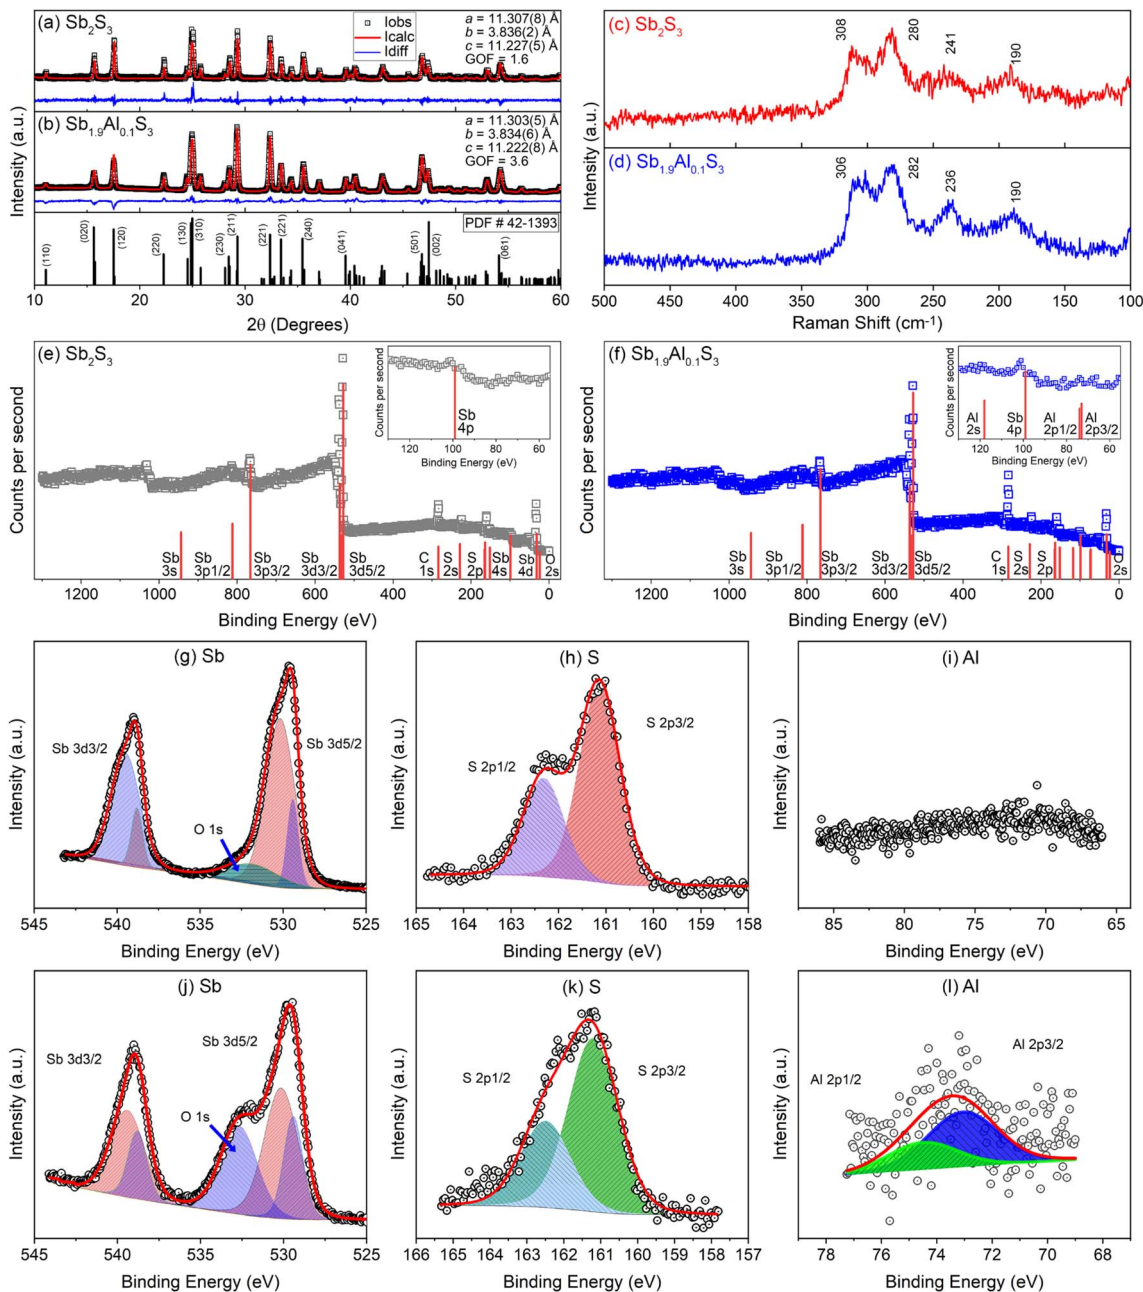 (a) Sb2S3
Iobs
Icalc
Idiff
a = 11.307(8) Å
b = 3.836(2) Å
c = 11.227(5) Å
GOF = 1.6
(b) Sb1.9Al0.1S3
a = 11.303(5) Å
b = 3.834(6) Å
c = 11.222(8) Å
GOF = 3.6
PDF # 42-1393
(110)
(020)
(120)
(220)
(130)
(310)
(230)
(211)
(221)
(221)
(240)
(041)
(501)
(002)
(061)
Intensity (a.u.)
10 20 30 40 50 60
2θ (Degrees)
(c) Sb2S3
308
280
241
190
(d) Sb1.9Al0.1S3
306
282
236
190
Intensity (a.u.)
500 450 400 350 300 250 200 150 100
Raman Shift (cm-1)
(e) Sb2S3
Counts per second
Sb 3s
Sb 3p1/2
Sb 3p3/2
Sb 3d3/2
Sb 3d5/2
C 1s
S 2s
S 2p
Sb 4s
Sb 4d
O 2s
1200 1000 800 600 400 200 0
Binding Energy (eV)
Counts per second
Sb 4p
120 100 80 60
Binding Energy (eV)
(f) Sb1.9Al0.1S3
Counts per second
Sb 3s
Sb 3p1/2
Sb 3p3/2
Sb 3d3/2
Sb 3d5/2
C 1s
S 2s
S 2p
O 2s
1200 1000 800 600 400 200 0
Binding Energy (eV)
Counts per second
Al 2s
Sb 4p
Al 2p1/2
Al 2p3/2
120 100 80 60
Binding Energy (eV)
(g) Sb
Sb 3d3/2
Sb 3d5/2
O 1s
Intensity (a.u.)
545 540 535 530 525
Binding Energy (eV)
(h) S
S 2p1/2
S 2p3/2
Intensity (a.u.)
165 164 163 162 161 160 159 158
Binding Energy (eV)
(i) Al
Intensity (a.u.)
85 80 75 70 65
Binding Energy (eV)
(j) Sb
Sb 3d3/2
Sb 3d5/2
O 1s
Intensity (a.u.)
545 540 535 530 525
Binding Energy (eV)
(k) S
S 2p1/2
S 2p3/2
Intensity (a.u.)
166 165 164 163 162 161 160 159 158 157
Binding Energy (eV)
(l) Al
Al 2p1/2
Al 2p3/2
Intensity (a.u.)
78 76 74 72 70 68
Binding Energy (eV)